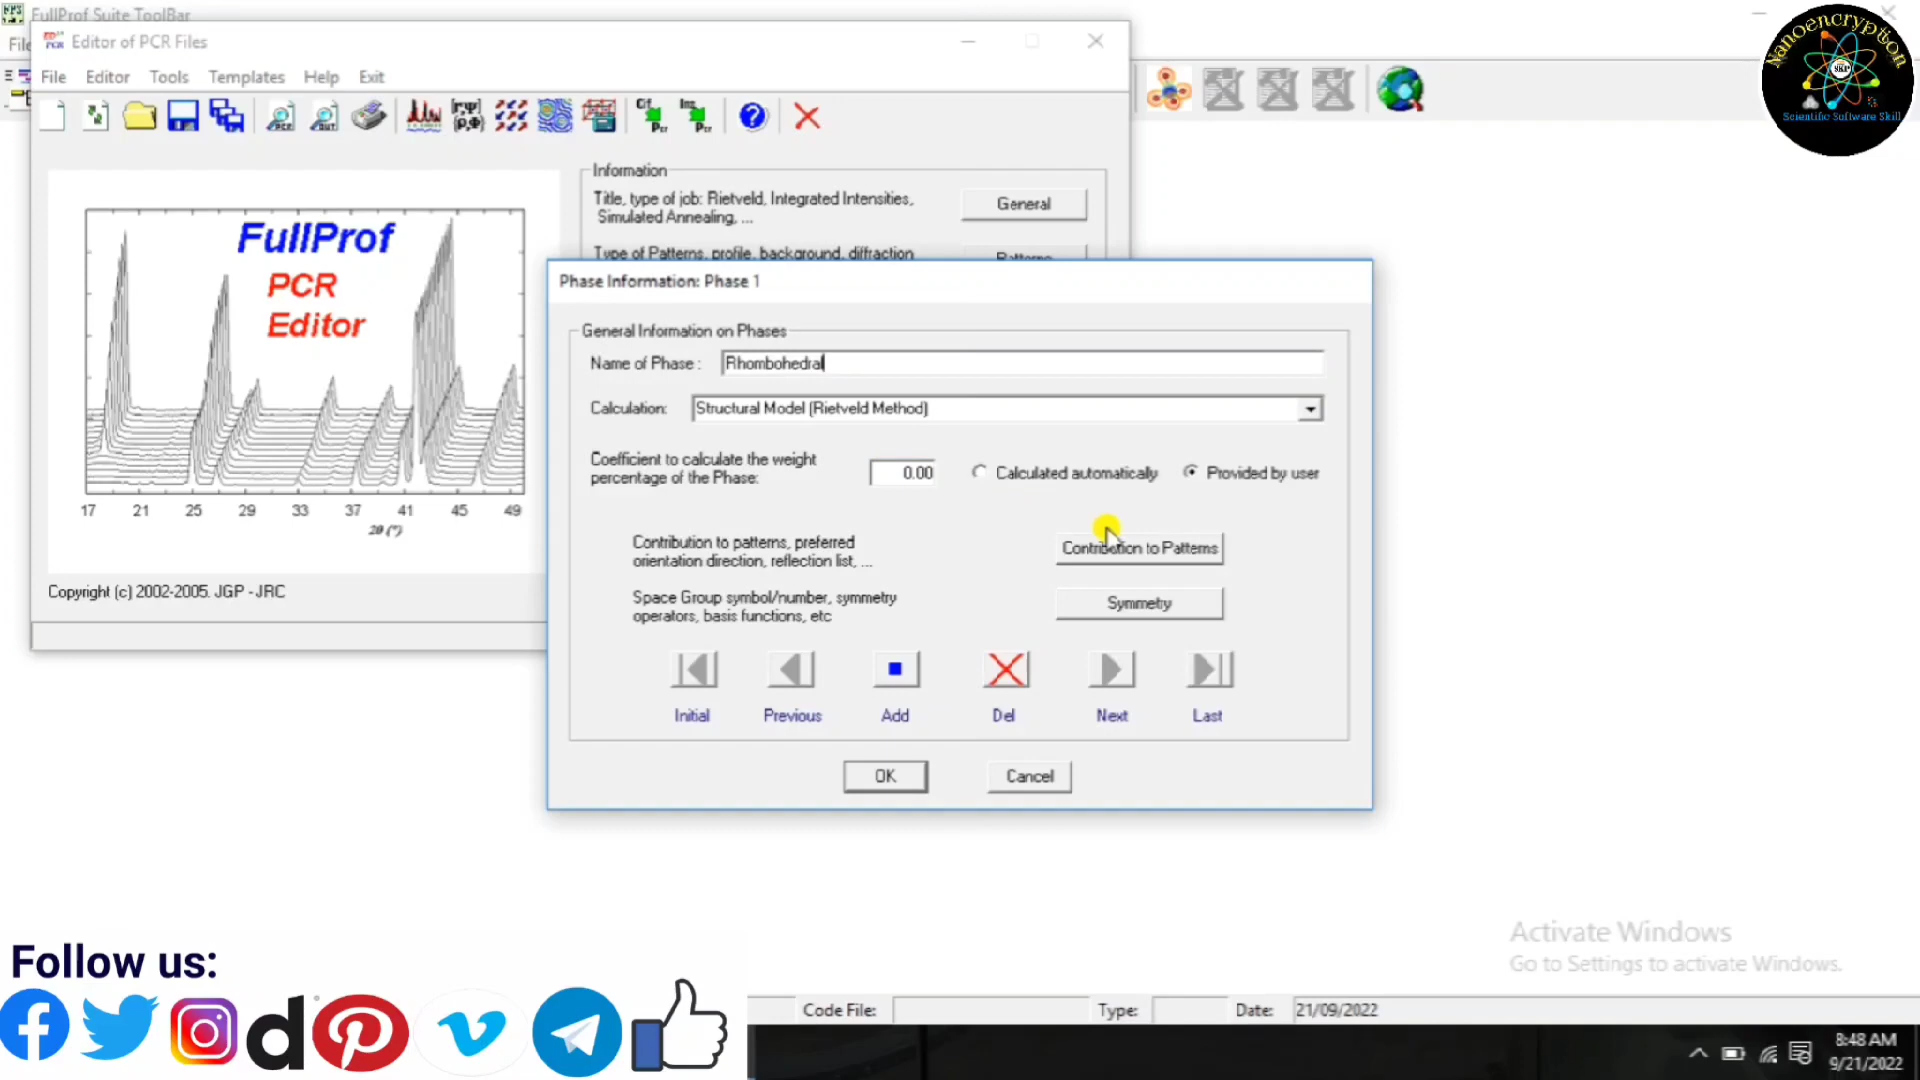 FullProf Suite ToolBar
Editor of PCR Files
File Editor Tools Templates Help Exit
Nanoencryption
SKP
Scientific Software Skill
Information
Title, type of job: Rietveld, Integrated Intensities,
Simulated Annealing, ...
General
Type of Patterns, profile, background, diffraction
Patterns
FullProf
PCR
Editor
17 21 25 29 33 37 41 45 49
2θ (°)
Copyright (c) 2002-2005. JGP - JRC
Phase Information: Phase 1
General Information on Phases
Name of Phase : Rhombohedral
Calculation: Structural Model (Rietveld Method)
Coefficient to calculate the weight
percentage of the Phase:
0.00
Calculated automatically
Provided by user
Contribution to patterns, preferred
orientation direction, reflection list, ...
Contribution to Patterns
Space Group symbol/number, symmetry
operators, basis functions, etc
Symmetry
Initial Previous Add Del Next Last
OK Cancel
Activate Windows
Go to Settings to activate Windows.
Follow us:
Code File: Type: Date: 21/09/2022
8:48 AM
9/21/2022